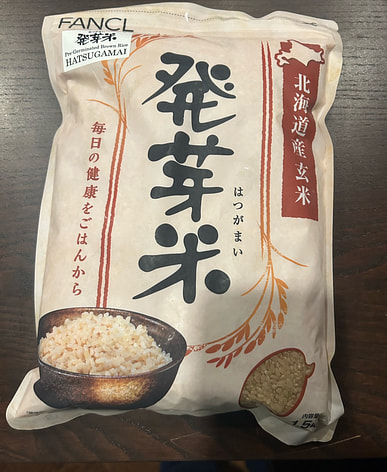 FANCL
発芽米
Pre-Germinated Brown Rice
HATSUGAMAI
北海道産玄米
発芽米
はつがまい
毎日の健康をごはんから
内容量
1.5